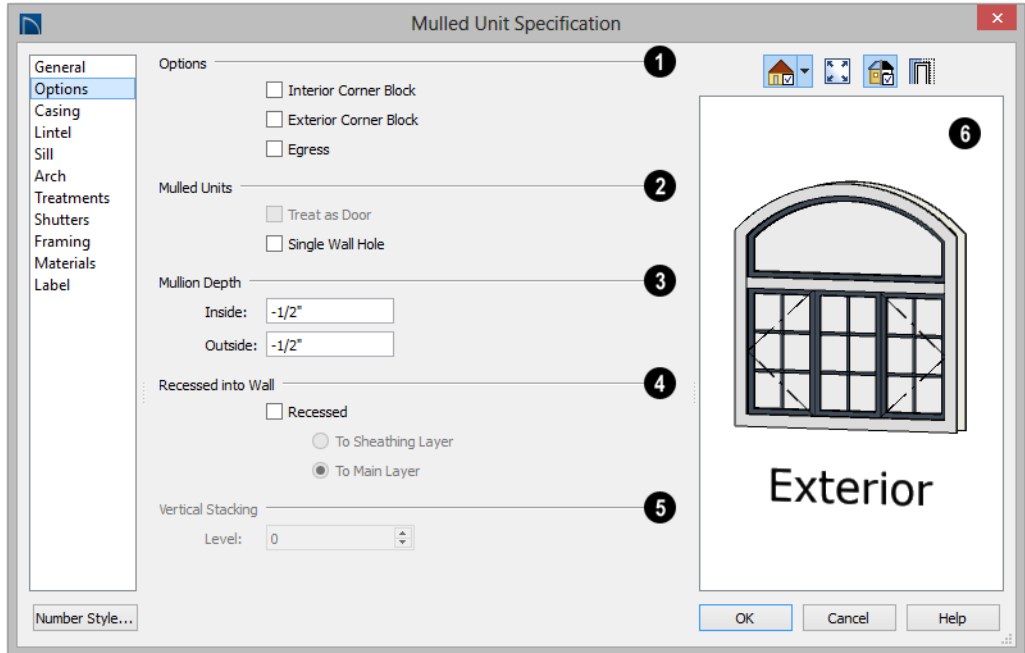 Mulled Unit Specification
General
Options
Casing
Lintel
Sill
Arch
Treatments
Shutters
Framing
Materials
Label
Number Style...
Options 1
Interior Corner Block
Exterior Corner Block
Egress
Mulled Units 2
Treat as Door
Single Wall Hole
Mullion Depth 3
Inside: -1/2"
Outside: -1/2"
Recessed into Wall 4
Recessed
To Sheathing Layer
To Main Layer
Vertical Stacking 5
Level: 0
6
Exterior
OK Cancel Help